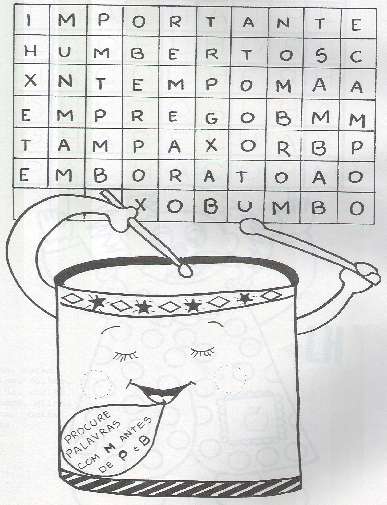 I M P O R T A N T E
H U M B E R T O S C
X N T E M P O M A A
E M P R E G O B M M
T A M P A X O R B P
E M B O R A T O A O
X O B U M B O
PROCURE
PALAVRAS
COM M ANTES
DE P E B